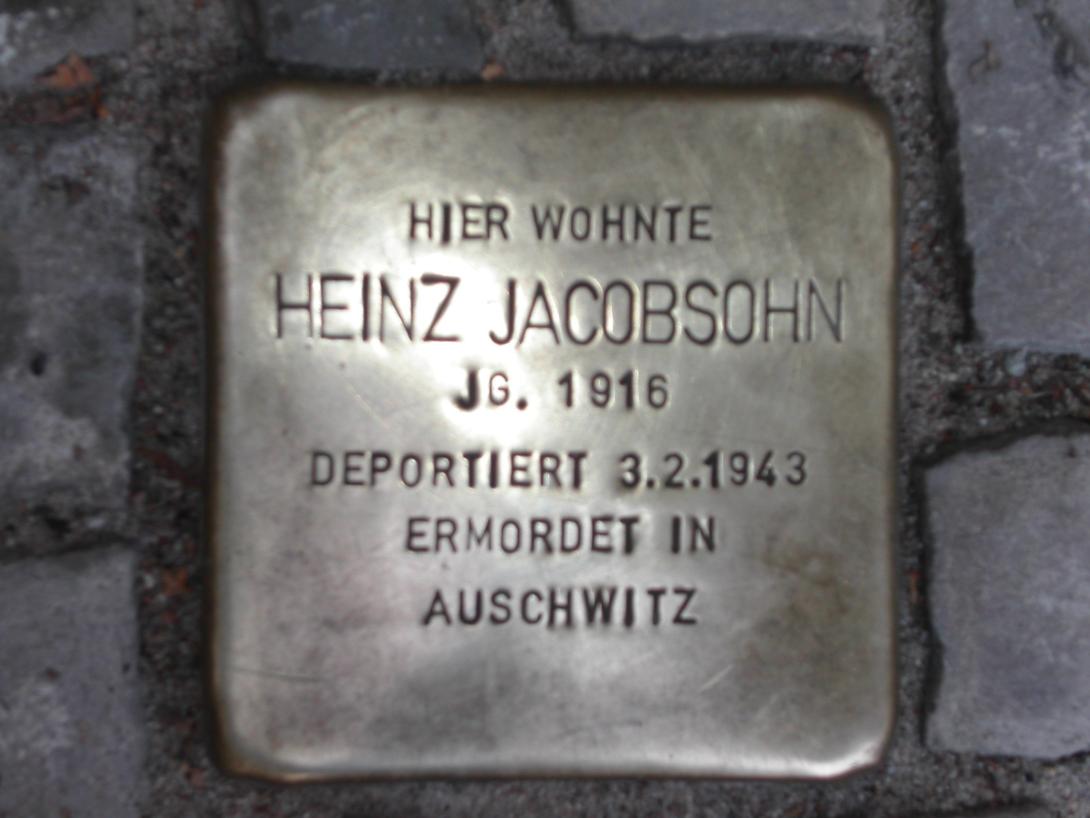 HIER WOHNTE
HEINZ JACOBSOHN
JG. 1916
DEPORTIERT 3.2.1943
ERMORDET IN
AUSCHWITZ